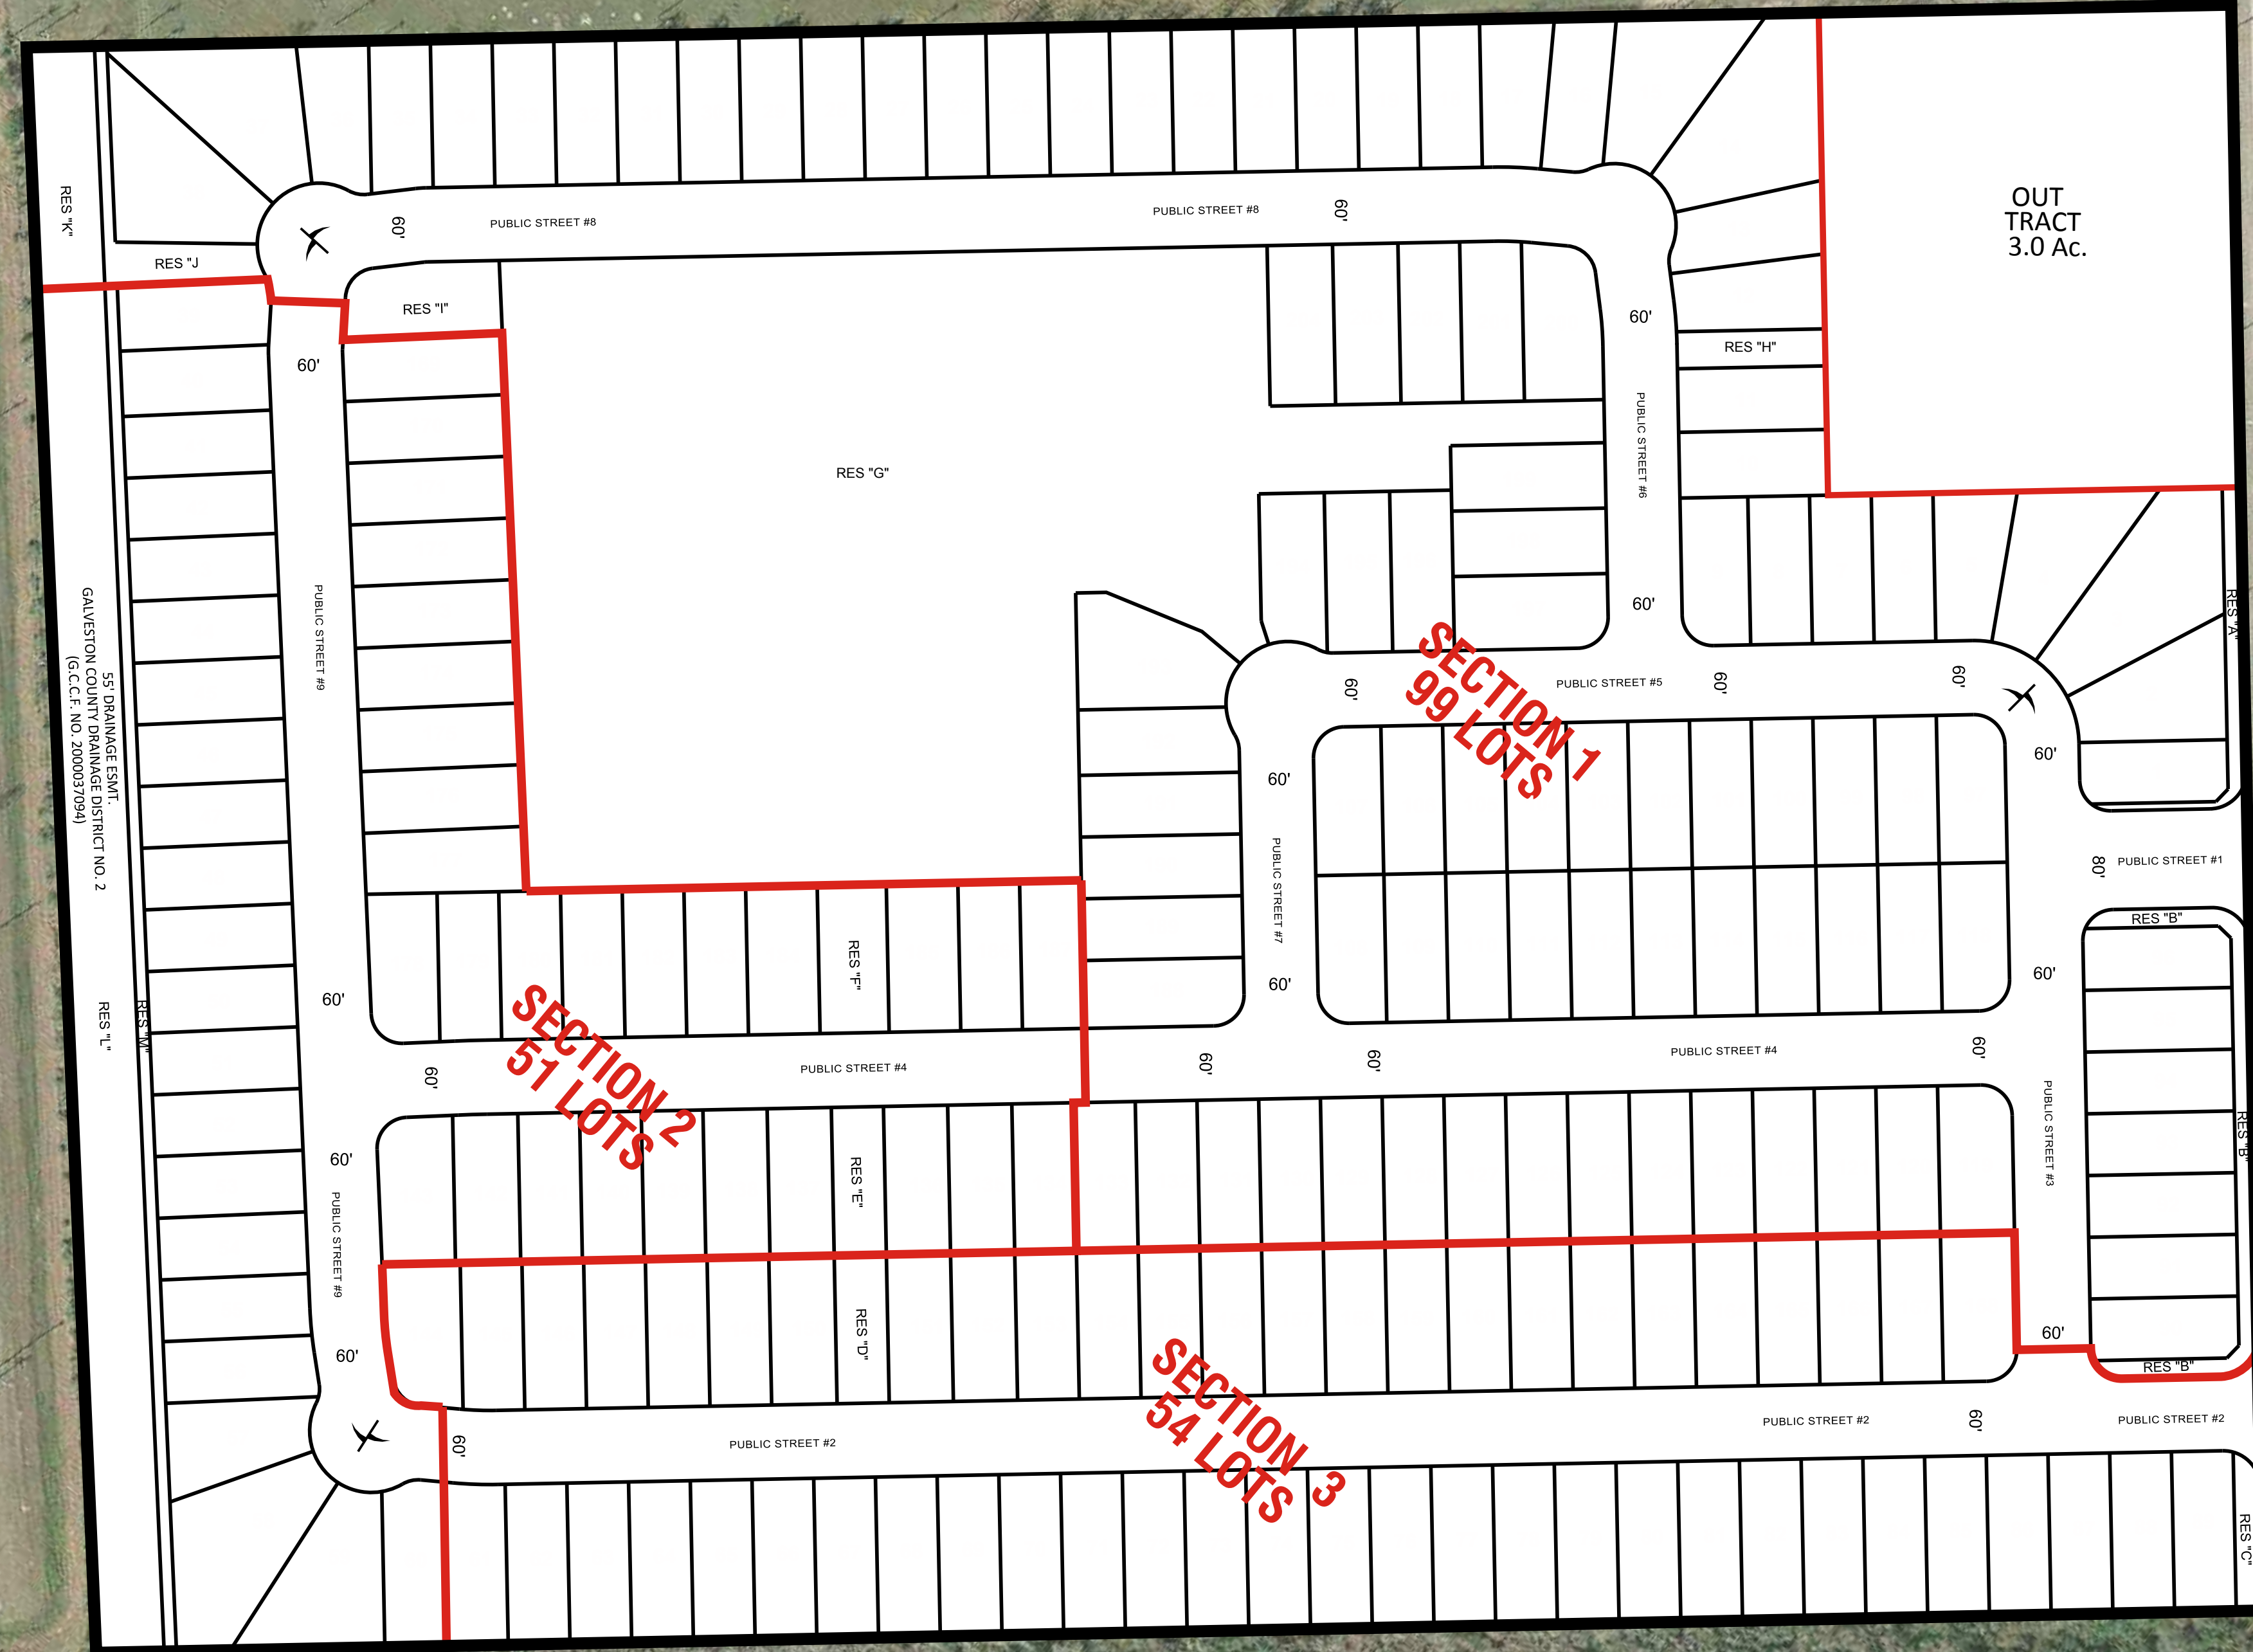 OUT
TRACT
3.0 Ac.
RES "K"
RES "J
PUBLIC STREET #8
PUBLIC STREET #8
60'
60'
RES "I"
60'
60'
RES "H"
PUBLIC STREET #6
RES "G"
60'
PUBLIC STREET #9
55' DRAINAGE ESMT.
GALVESTON COUNTY DRAINAGE DISTRICT NO. 2
(G.C.C.F. NO. 2000037094)
RES "A"
SECTION 1
99 LOTS
60'
PUBLIC STREET #5
60'
60'
60'
60'
PUBLIC STREET #7
60'
80'
PUBLIC STREET #1
RES "B"
60'
RES "F"
60'
RES "L"
RES "M"
SECTION 2
51 LOTS
60'
PUBLIC STREET #4
60'
60'
PUBLIC STREET #4
60'
PUBLIC STREET #3
RES "B"
60'
RES "E"
PUBLIC STREET #9
60'
RES "D"
SECTION 3
54 LOTS
60'
RES "B"
60'
PUBLIC STREET #2
PUBLIC STREET #2
60'
PUBLIC STREET #2
RES "C"